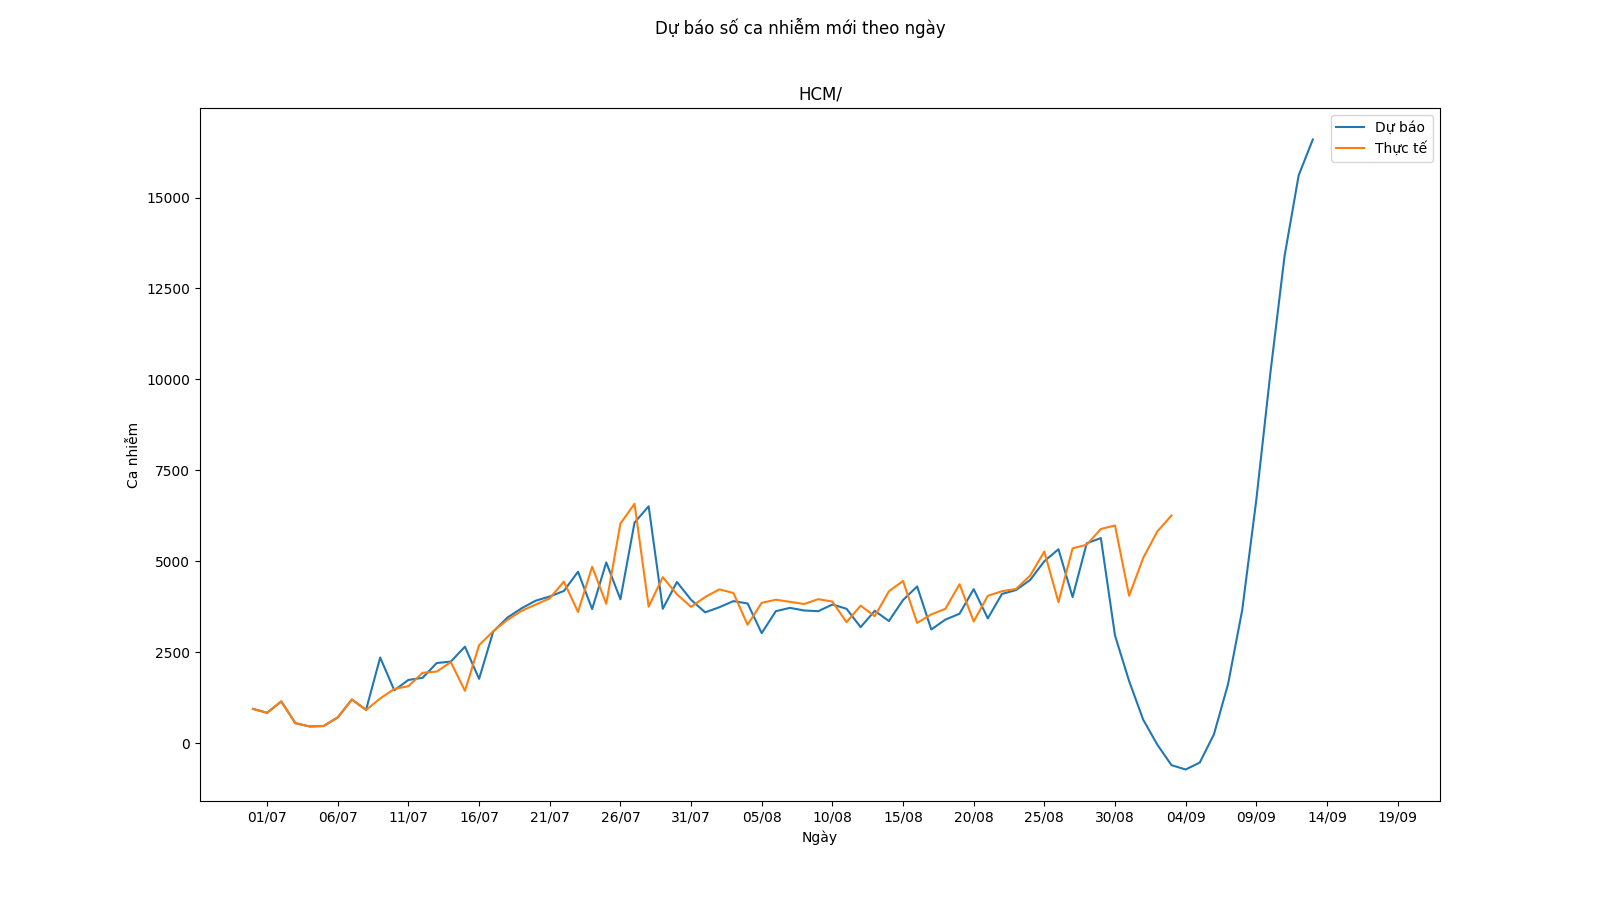 Dự báo số ca nhiễm mới theo ngày
HCM/
Dự báo
Thực tế
15000
12500
10000
7500
5000
2500
0
Ca nhiễm
01/07 06/07 11/07 16/07 21/07 26/07 31/07 05/08 10/08 15/08 20/08 25/08 30/08 04/09 09/09 14/09 19/09
Ngày